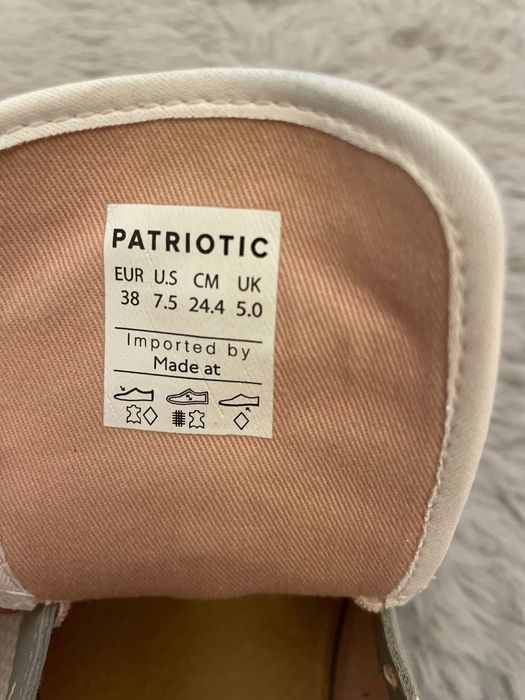 PATRIOTIC
EUR U.S CM UK
38 7.5 24.4 5.0
Imported by
Made at